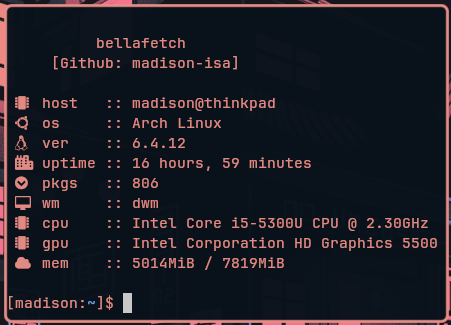 bellafetch
[Github: madison-isa]
host :: madison@thinkpad
os :: Arch Linux
ver :: 6.4.12
uptime :: 16 hours, 59 minutes
pkgs :: 806
wm :: dwm
cpu :: Intel Core i5-5300U CPU @ 2.30GHz
gpu :: Intel Corporation HD Graphics 5500
mem :: 5014MiB / 7819MiB
[madison:~]$